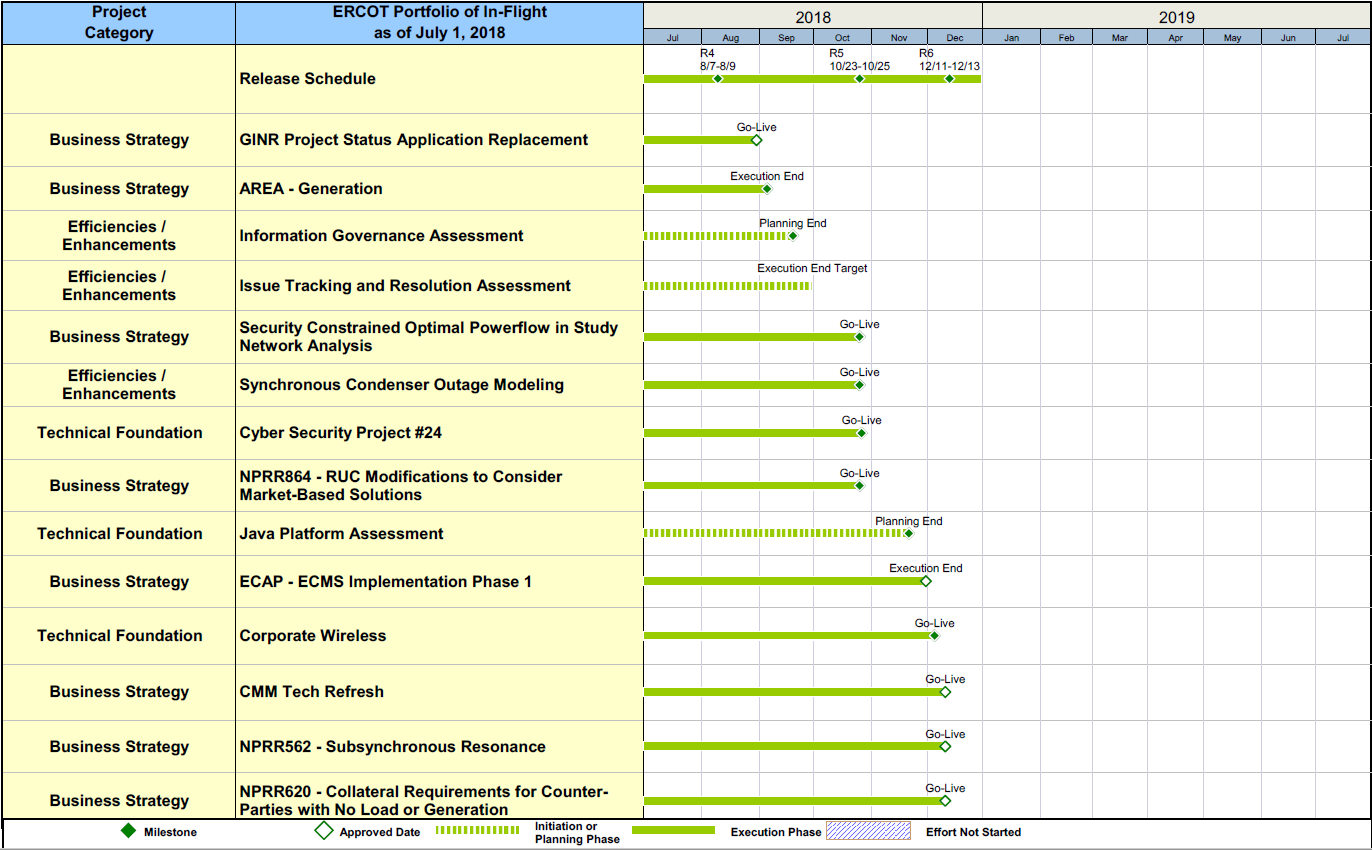 Project
Category
ERCOT Portfolio of In-Flight
as of July 1, 2018
2018
2019
Jul
Aug
Sep
Oct
Nov
Dec
Jan
Feb
Mar
Apr
May
Jun
Jul
Release Schedule
R4
8/7-8/9
R5
10/23-10/25
R6
12/11-12/13
Business Strategy
GINR Project Status Application Replacement
Go-Live
Business Strategy
AREA - Generation
Execution End
Efficiencies /
Enhancements
Information Governance Assessment
Planning End
Efficiencies /
Enhancements
Issue Tracking and Resolution Assessment
Execution End Target
Business Strategy
Security Constrained Optimal Powerflow in Study
Network Analysis
Go-Live
Efficiencies /
Enhancements
Synchronous Condenser Outage Modeling
Go-Live
Technical Foundation
Cyber Security Project #24
Go-Live
Business Strategy
NPRR864 - RUC Modifications to Consider
Market-Based Solutions
Go-Live
Technical Foundation
Java Platform Assessment
Planning End
Business Strategy
ECAP - ECMS Implementation Phase 1
Execution End
Technical Foundation
Corporate Wireless
Go-Live
Business Strategy
CMM Tech Refresh
Go-Live
Business Strategy
NPRR562 - Subsynchronous Resonance
Go-Live
Business Strategy
NPRR620 - Collateral Requirements for Counter-
Parties with No Load or Generation
Go-Live
Milestone
Approved Date
Initiation or
Planning Phase
Execution Phase
Effort Not Started